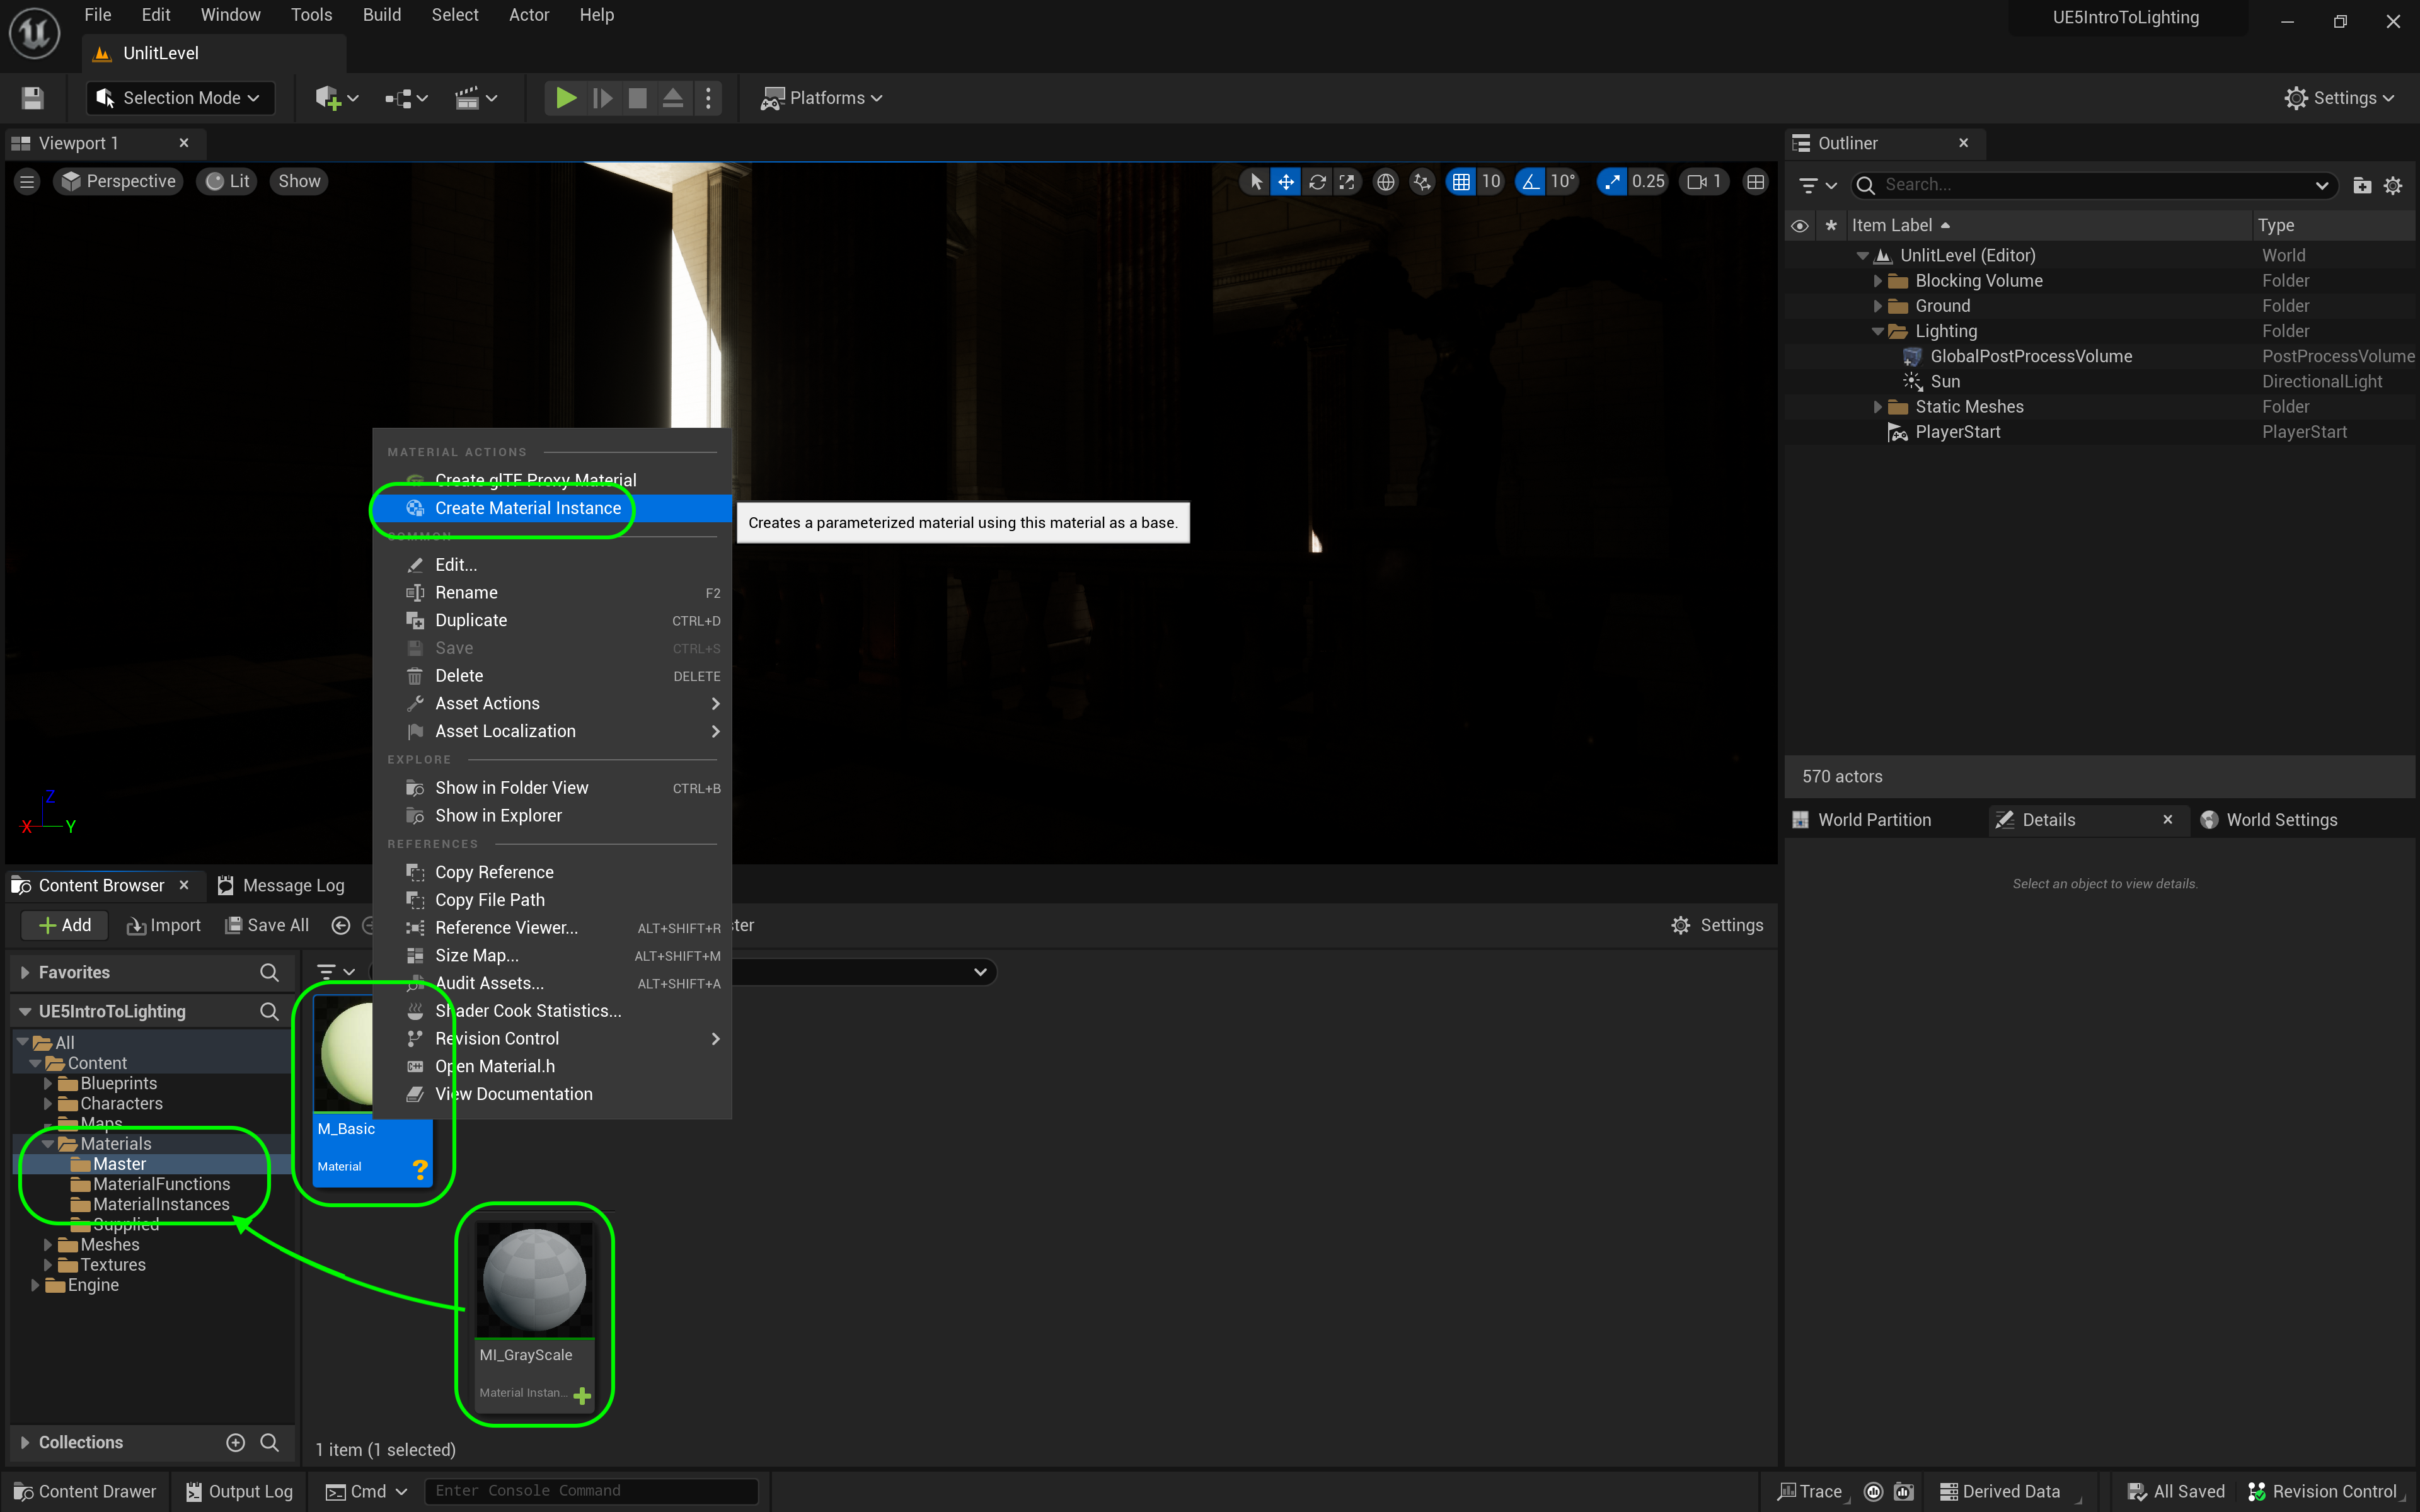 File Edit Window Tools Build Select Actor Help
UE5IntroToLighting
UnlitLevel
Selection Mode
Platforms
Settings
Viewport 1
Perspective Lit Show
10 10° 0.25 1
Outliner
Search...
Item Label Type
UnlitLevel (Editor) World
Blocking Volume Folder
Ground Folder
Lighting Folder
GlobalPostProcessVolume PostProcessVolume
Sun DirectionalLight
Static Meshes Folder
PlayerStart PlayerStart
570 actors
World Partition Details World Settings
Select an object to view details.
MATERIAL ACTIONS
Create glTF Proxy Material
Create Material Instance
Creates a parameterized material using this material as a base.
COMMON
Edit...
Rename F2
Duplicate CTRL+D
Save CTRL+S
Delete DELETE
Asset Actions
Asset Localization
EXPLORE
Show in Folder View CTRL+B
Show in Explorer
REFERENCES
Copy Reference
Copy File Path
Reference Viewer... ALT+SHIFT+R
Size Map... ALT+SHIFT+M
Audit Assets... ALT+SHIFT+A
Shader Cook Statistics...
Revision Control
Open Material.h
View Documentation
Z
X Y
Content Browser Message Log
Add Import Save All ter Settings
Favorites
UE5IntroToLighting
All
Content
Blueprints
Characters
Maps
Materials
Master
MaterialFunctions
MaterialInstances
Supplied
Meshes
Textures
Engine
Collections
M_Basic
Material
MI_GrayScale
Material Instan...
1 item (1 selected)
Content Drawer Output Log Cmd Enter Console Command
Trace Derived Data All Saved Revision Control